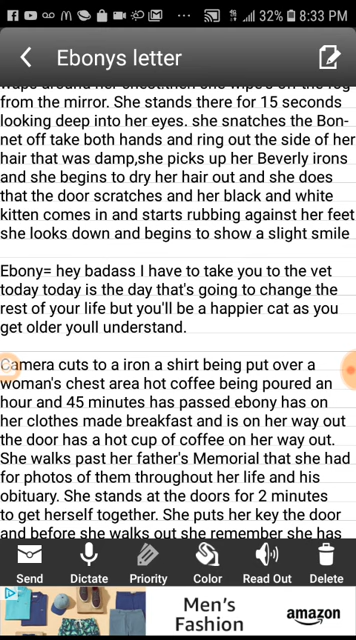 32% 8:33 PM
Ebonys letter
from the mirror. She stands there for 15 seconds
looking deep into her eyes. she snatches the Bon-
net off take both hands and ring out the side of her
hair that was damp,she picks up her Beverly irons
and she begins to dry her hair out and she does
that the door scratches and her black and white
kitten comes in and starts rubbing against her feet
she looks down and begins to show a slight smile
Ebony= hey badass I have to take you to the vet
today today is the day that's going to change the
rest of your life but you'll be a happier cat as you
get older youll understand.
Camera cuts to a iron a shirt being put over a
woman's chest area hot coffee being poured an
hour and 45 minutes has passed ebony has on
her clothes made breakfast and is on her way out
the door has a hot cup of coffee on her way out.
She walks past her father's Memorial that she had
for photos of them throughout her life and his
obituary. She stands at the doors for 2 minutes
to get herself together. She puts her key the door
and before she walks out she remember she has
Send Dictate Priority Color Read Out Delete
Men's
Fashion
amazon